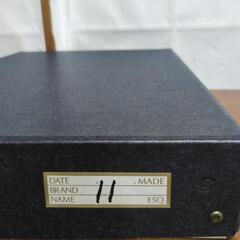 DATE . . MADE
BRAND 11
NAME ESQ.